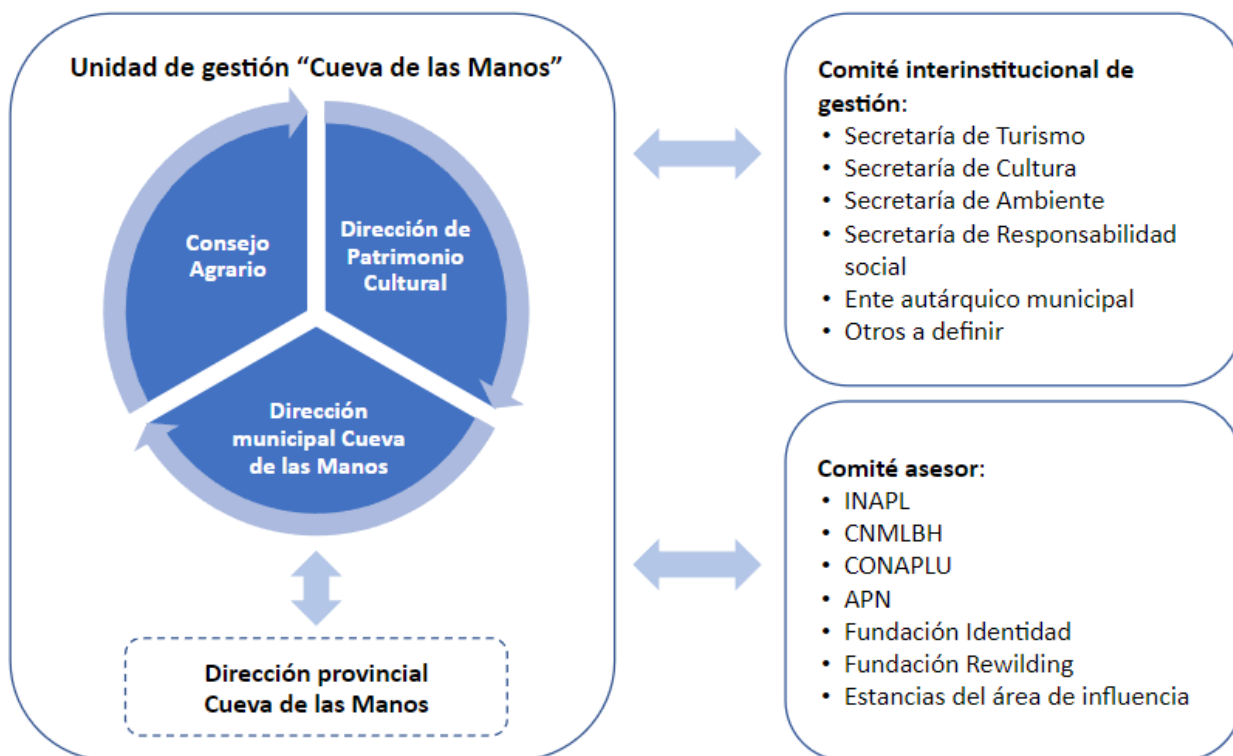 Unidad de gestión “Cueva de las Manos”
Consejo
Agrario
Dirección de
Patrimonio
Cultural
Dirección
municipal Cueva
de las Manos
Dirección provincial
Cueva de las Manos
Comité interinstitucional de
gestión:
• Secretaría de Turismo
• Secretaría de Cultura
• Secretaría de Ambiente
• Secretaría de Responsabilidad
social
• Ente autárquico municipal
• Otros a definir
Comité asesor:
• INAPL
• CNMLBH
• CONAPLU
• APN
• Fundación Identidad
• Fundación Rewilding
• Estancias del área de influencia